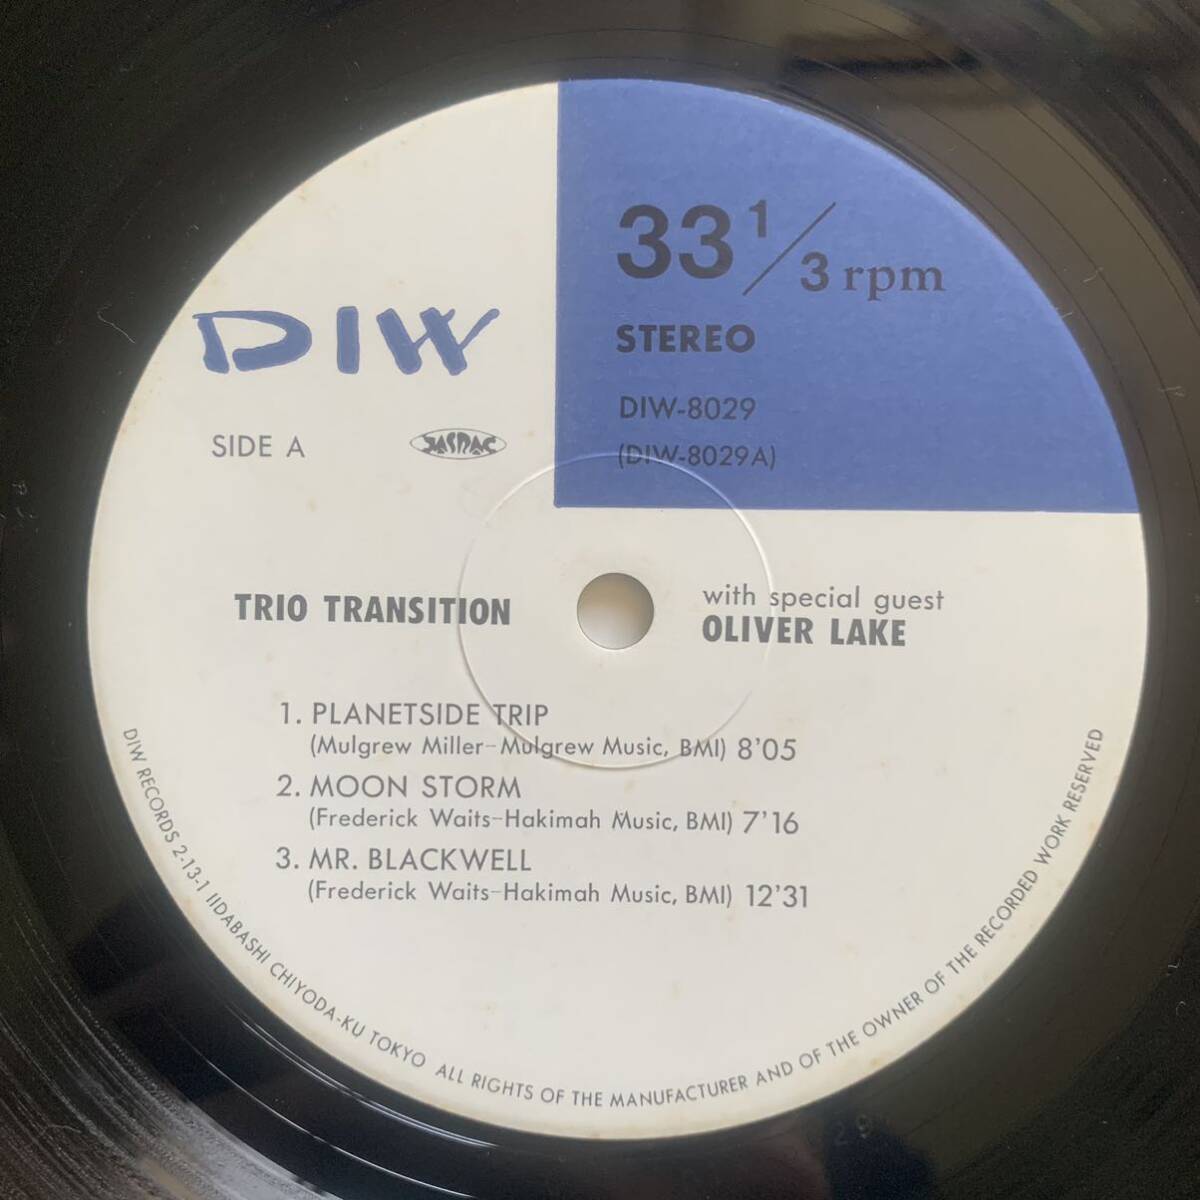 33 1/3 rpm
DIW
STEREO
DIW-8029
SIDE A
JASRAC
(DIW-8029A)
TRIO TRANSITION
with special guest
OLIVER LAKE
1. PLANETSIDE TRIP
(Mulgrew Miller-Mulgrew Music, BMI) 8'05
2. MOON STORM
(Frederick Waits-Hakimah Music, BMI) 7'16
3. MR. BLACKWELL
(Frederick Waits-Hakimah Music, BMI) 12'31
DIW RECORDS 2-13-1 IIDABASHI CHIYODA-KU TOKYO ALL RIGHTS OF THE MANUFACTURER AND OF THE OWNER OF THE RECORDED WORK RESERVED